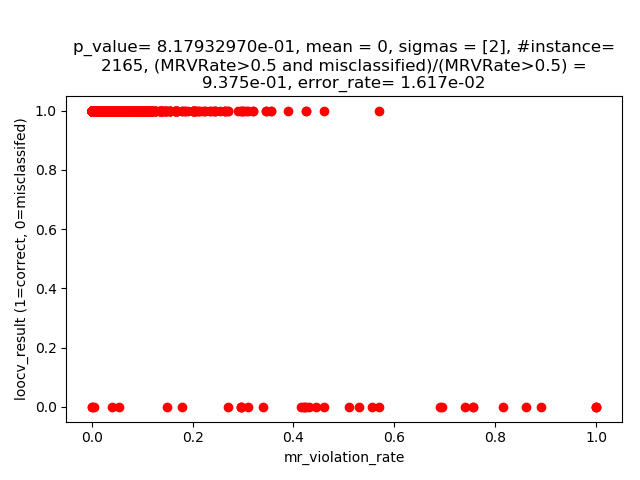 p_value= 8.17932970e-01, mean = 0, sigmas = [2], #instance=
2165, (MRVRate>0.5 and misclassified)/(MRVRate>0.5) =
9.375e-01, error_rate= 1.617e-02
loocv_result (1=correct, 0=misclassifed)
1.0
0.8
0.6
0.4
0.2
0.0
0.0 0.2 0.4 0.6 0.8 1.0
mr_violation_rate